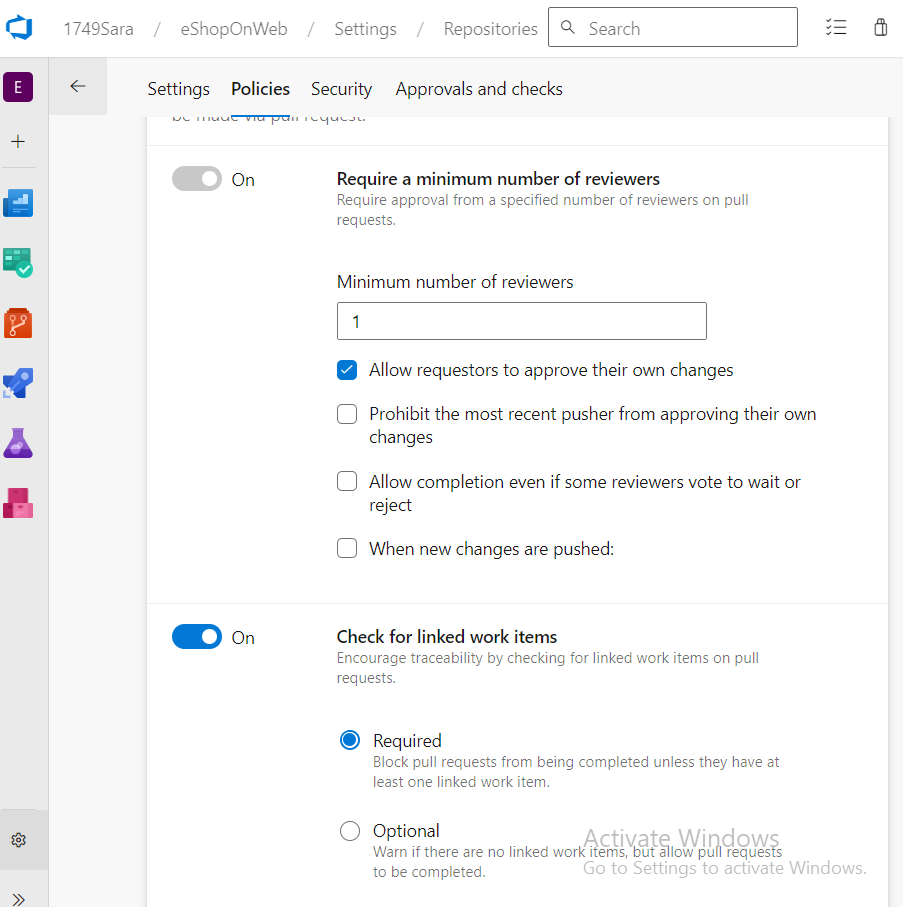 1749Sara / eShopOnWeb / Settings / Repositories Search
E
Settings Policies Security Approvals and checks
be made via pull request.
On Require a minimum number of reviewers
Require approval from a specified number of reviewers on pull
requests.
Minimum number of reviewers
1
Allow requestors to approve their own changes
Prohibit the most recent pusher from approving their own
changes
Allow completion even if some reviewers vote to wait or
reject
When new changes are pushed:
On Check for linked work items
Encourage traceability by checking for linked work items on pull
requests.
Required
Block pull requests from being completed unless they have at
least one linked work item.
Optional
Warn if there are no linked work items, but allow pull requests
to be completed.
Activate Windows
Go to Settings to activate Windows.